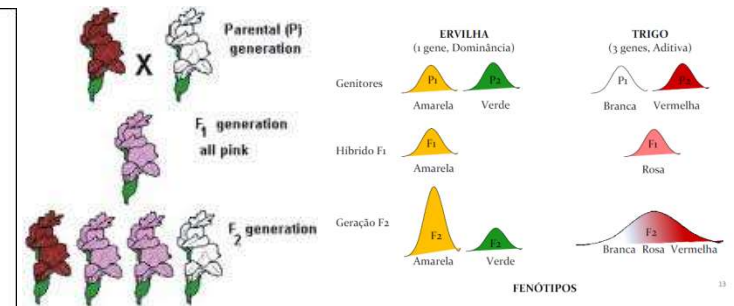 Parental (P)
generation
X
F1 generation
all pink
F2 generation
ERVILHA
(1 gene, Dominância)
TRIGO
(3 genes, Aditiva)
Genitores
P1
P2
P1
P2
Amarela
Verde
Branca
Vermelha
Híbrido F1
F1
F1
Amarela
Rosa
Geração F2
F2
F2
F2
Amarela
Verde
Branca Rosa Vermelha
FENÓTIPOS
13